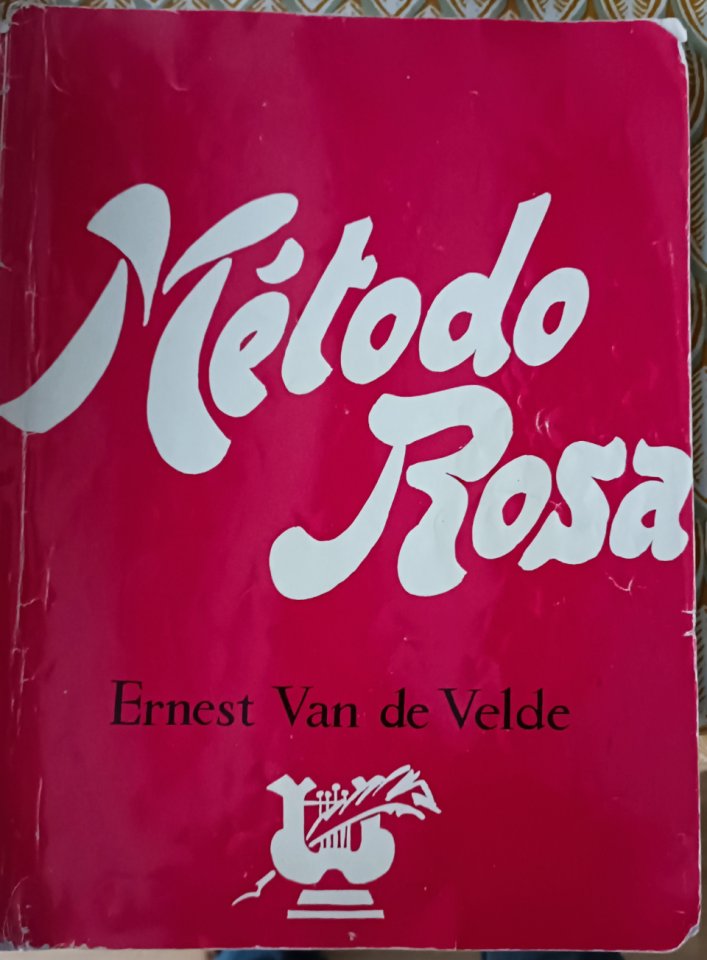 Método
Rosa
Ernest Van de Velde